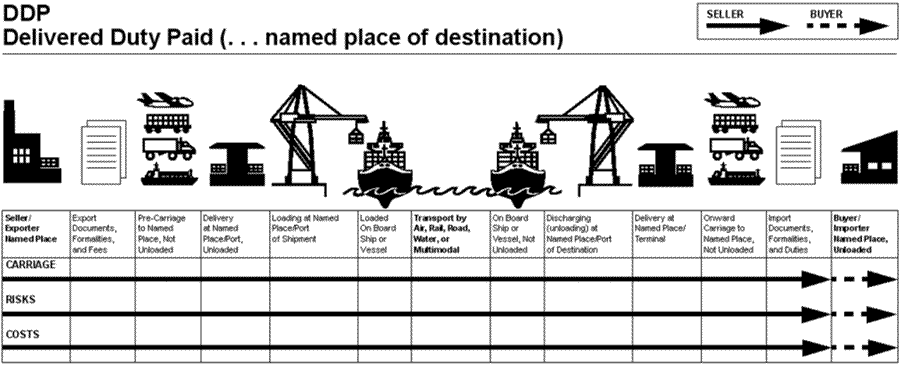 DDP
Delivered Duty Paid (. . . named place of destination)
SELLER
BUYER
Seller/
Exporter
Named Place
Export
Documents,
Formalities,
and Fees
Pre-Carriage
to Named
Place, Not
Unloaded
Delivery
at Named
Place/Port,
Unloaded
Loading at Named
Place/Port
of Shipment
Loaded
On Board
Ship or
Vessel
Transport by
Air, Rail, Road,
Water, or
Multimodal
On Board
Ship or
Vessel, Not
Unloaded
Discharging
(unloading) at
Named Place/Port
of Destination
Delivery at
Named Place/
Terminal
Onward
Carriage to
Named Place,
Not Unloaded
Import
Documents,
Formalities,
and Duties
Buyer/
Importer
Named Place,
Unloaded
CARRIAGE
RISKS
COSTS